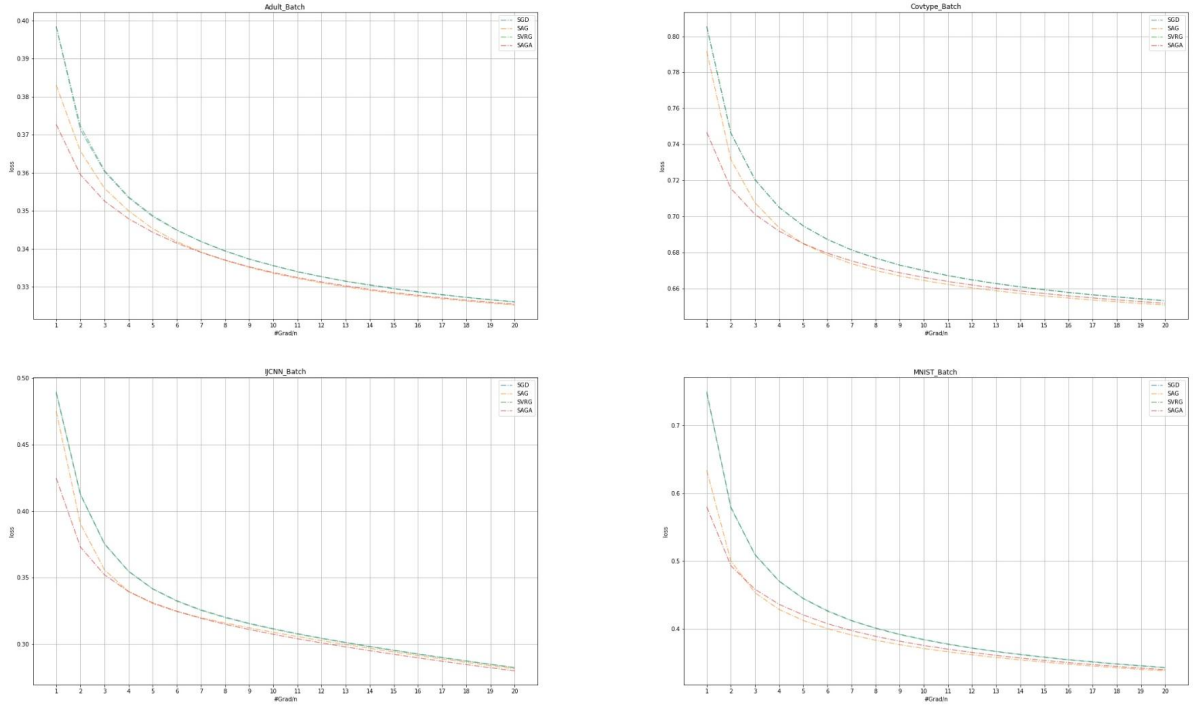 Adult_Batch
0.40
0.39
0.38
0.37
0.36
0.35
0.34
0.33
loss
1 2 3 4 5 6 7 8 9 10 11 12 13 14 15 16 17 18 19 20
#Grad/n
SGD
SAG
SVRG
SAGA
Covtype_Batch
0.80
0.78
0.76
0.74
0.72
0.70
0.68
0.66
loss
1 2 3 4 5 6 7 8 9 10 11 12 13 14 15 16 17 18 19 20
#Grad/n
SGD
SAG
SVRG
SAGA
IJCNN_Batch
0.50
0.45
0.40
0.35
0.30
loss
1 2 3 4 5 6 7 8 9 10 11 12 13 14 15 16 17 18 19 20
#Grad/n
SGD
SAG
SVRG
SAGA
MNIST_Batch
0.7
0.6
0.5
0.4
loss
1 2 3 4 5 6 7 8 9 10 11 12 13 14 15 16 17 18 19 20
#Grad/n
SGD
SAG
SVRG
SAGA